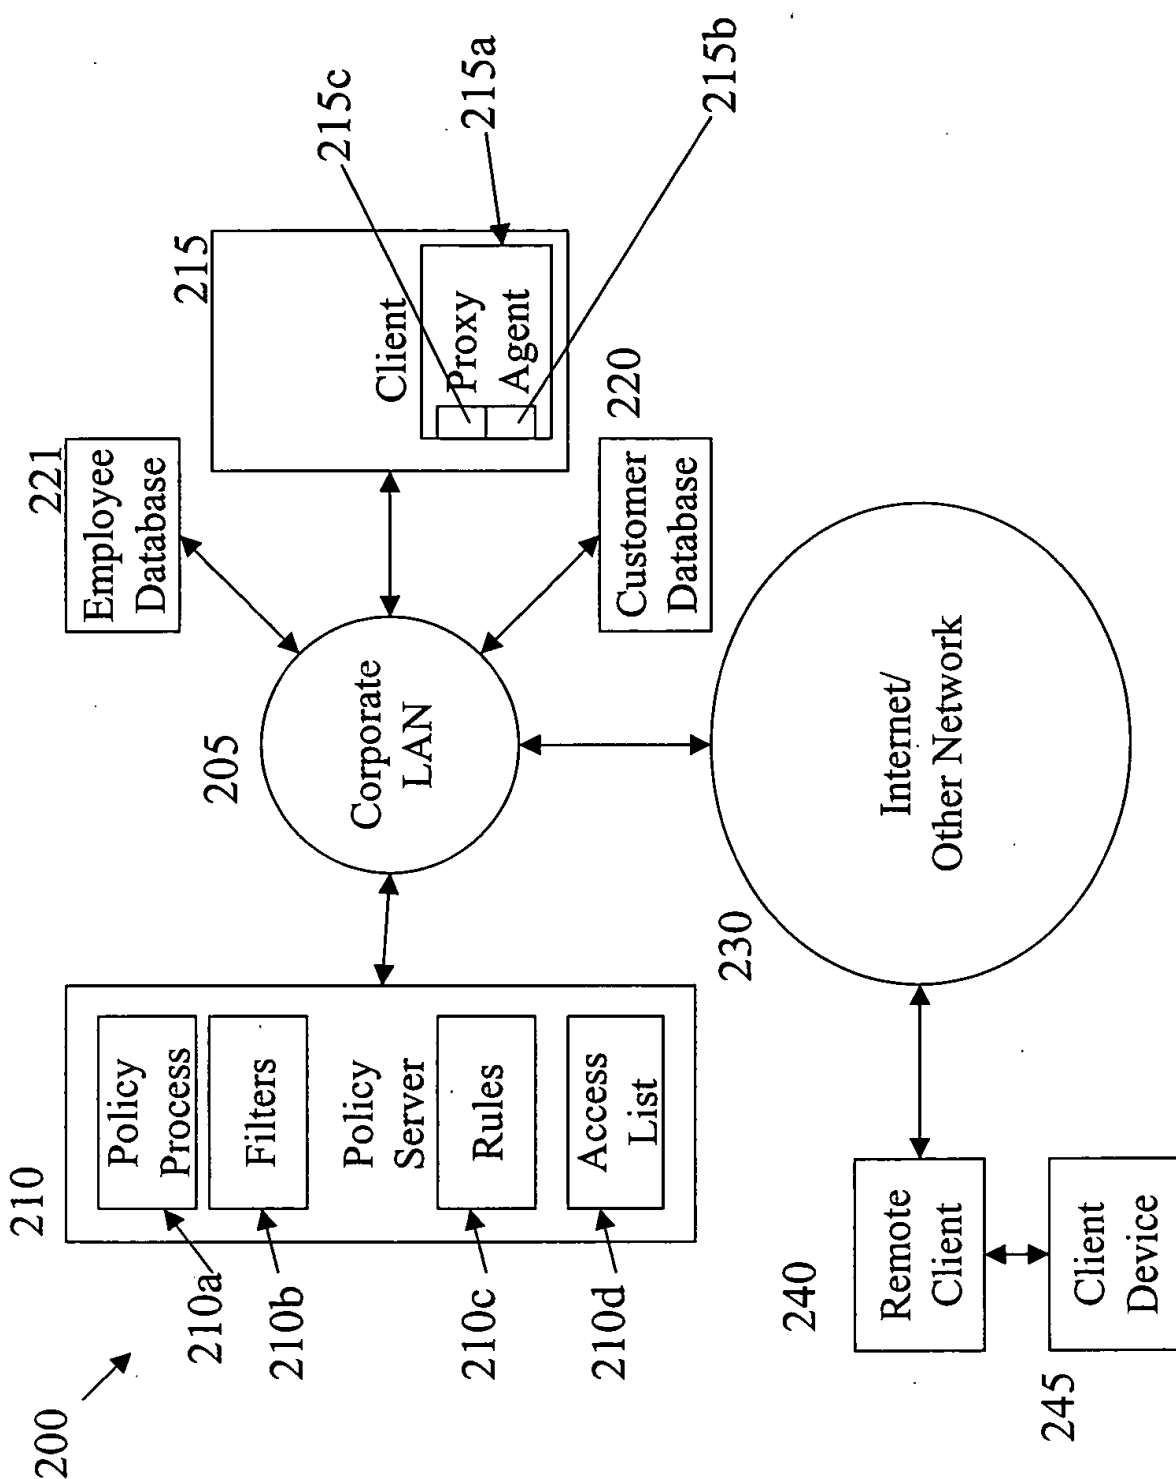 200
210
Policy
Process
Filters
Policy
Server
Rules
Access
List
210a
210b
210c
210d
205
Corporate
LAN
221
Employee
Database
215
Client
Proxy
Agent
215c
215a
215b
220
Customer
Database
230
Internet/
Other Network
240
Remote
Client
245
Client
Device